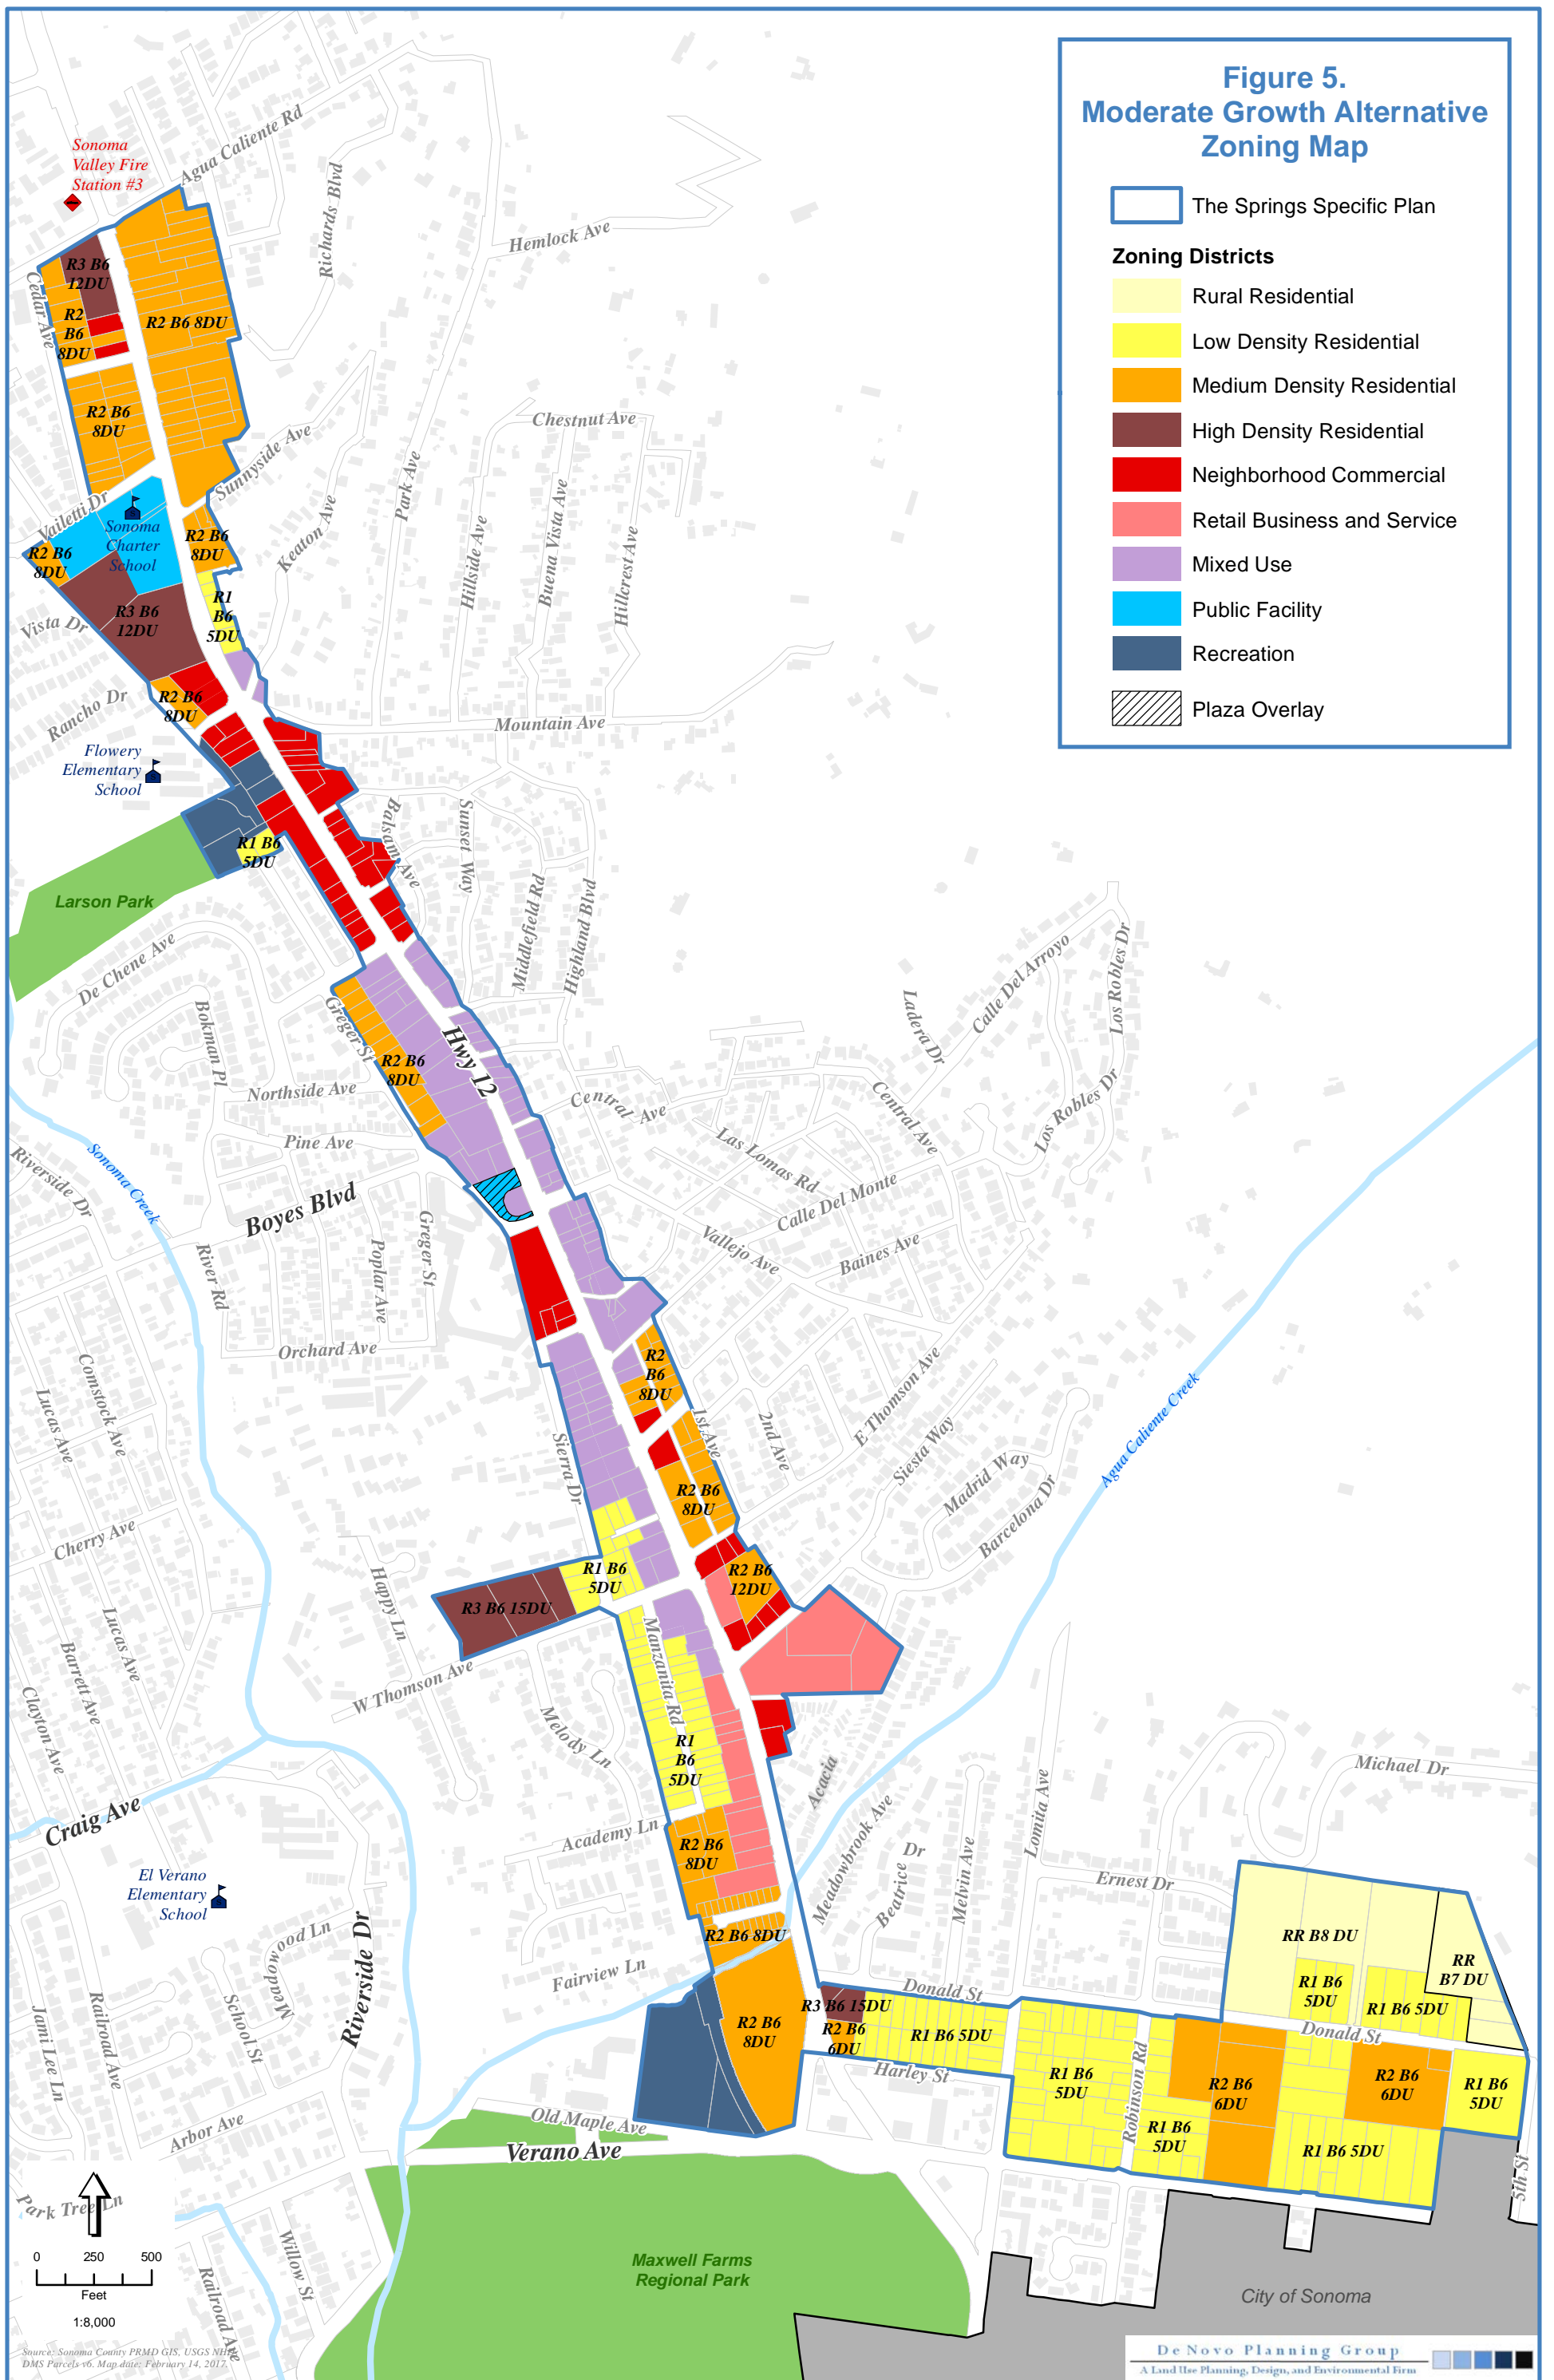 Figure 5.
Moderate Growth Alternative
Zoning Map
The Springs Specific Plan
Zoning Districts
Rural Residential
Low Density Residential
Medium Density Residential
High Density Residential
Neighborhood Commercial
Retail Business and Service
Mixed Use
Public Facility
Recreation
Plaza Overlay
Sonoma
Valley Fire
Station #3
Agua Caliente Rd
Richards Blvd
Hemlock Ave
Cedar Ave
R3 B6
12DU
R2
B6
8DU
R2 B6 8DU
R2 B6
8DU
Chestnut Ave
Sunnyside Ave
Park Ave
Keaton Ave
Hillside Ave
Buena Vista Ave
Hillcrest Ave
Vailetti Dr
Sonoma
Charter
School
R2 B6
8DU
R2 B6
8DU
R1
B6
5DU
R3 B6
12DU
Vista Dr
Rancho Dr
R2 B6
8DU
Mountain Ave
Flowery
Elementary
School
R1 B6
5DU
Larson Park
Balsam Ave
Sunset Way
Middlefield Rd
Highland Blvd
De Chene Ave
Bokman Pl
Greger St
R2 B6
8DU
Hwy 12
Northside Ave
Pine Ave
Ladera Dr
Calle Del Arroyo
Los Robles Dr
Central Ave
Central Ave
Los Robles Dr
Las Lomas Rd
Calle Del Monte
Vallejo Ave
Baines Ave
Riverside Dr
Sonoma Creek
Boyes Blvd
River Rd
Poplar Ave
Greger St
Orchard Ave
Comstock Ave
Lucas Ave
R2
B6
8DU
1st Ave
2nd Ave
E Thomson Ave
Siesta Way
Madrid Way
Barcelona Dr
Agua Caliente Creek
Sierra Dr
R2 B6
8DU
Cherry Ave
Happy Ln
R1 B6
5DU
R3 B6 15DU
R2 B6
12DU
Lucas Ave
Barrett Ave
Clayton Ave
W Thomson Ave
Manzanita Rd
Melody Ln
R1
B6
5DU
Craig Ave
Academy Ln
R2 B6
8DU
Acacia
Meadowbrook Ave
Beatrice Dr
Melvin Ave
Lomita Ave
Michael Dr
Ernest Dr
El Verano
Elementary
School
Meadowood Ln
Riverside Dr
Fairview Ln
R2 B6 8DU
RR B8 DU
RR
B7 DU
R1 B6
5DU
R1 B6 5DU
Donald St
Donald St
R3 B6 15DU
R2 B6
6DU
R1 B6 5DU
R2 B6
8DU
Harley St
Jami Lee Ln
Railroad Ave
School St
Arbor Ave
Old Maple Ave
Verano Ave
R1 B6
5DU
Robinson Rd
R1 B6
5DU
R2 B6
6DU
R2 B6
6DU
R1 B6
5DU
R1 B6 5DU
5th St
Park Tree Ln
Willow St
Railroad Ave
Maxwell Farms
Regional Park
City of Sonoma
0 250 500
Feet
1:8,000
Source: Sonoma County PRMD GIS, USGS
DMS Parcels v6. Map date: February 14, 2017.
De Novo Planning Group
A Land Use Planning, Design, and Environmental Firm